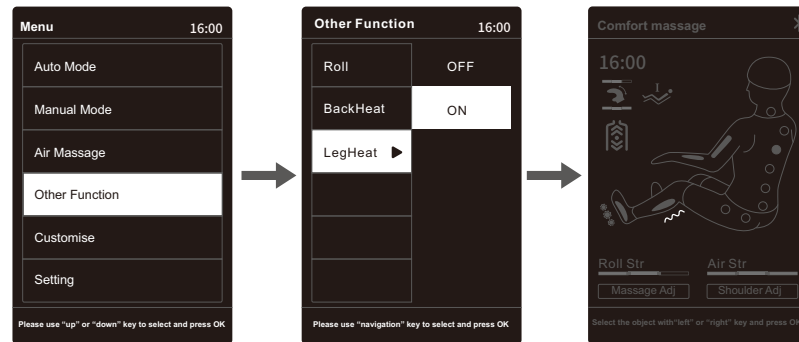 Menu
16:00
Auto Mode
Manual Mode
Air Massage
Other Function
Customise
Setting
Please use “up” or “down” key to select and press OK
Other Function
16:00
Roll
OFF
BackHeat
ON
LegHeat
Please use “navigation” key to select and press OK
Comfort massage
16:00
I
Roll Str
Air Str
Massage Adj
Shoulder Adj
Select the object with“left” or “right” key and press OK